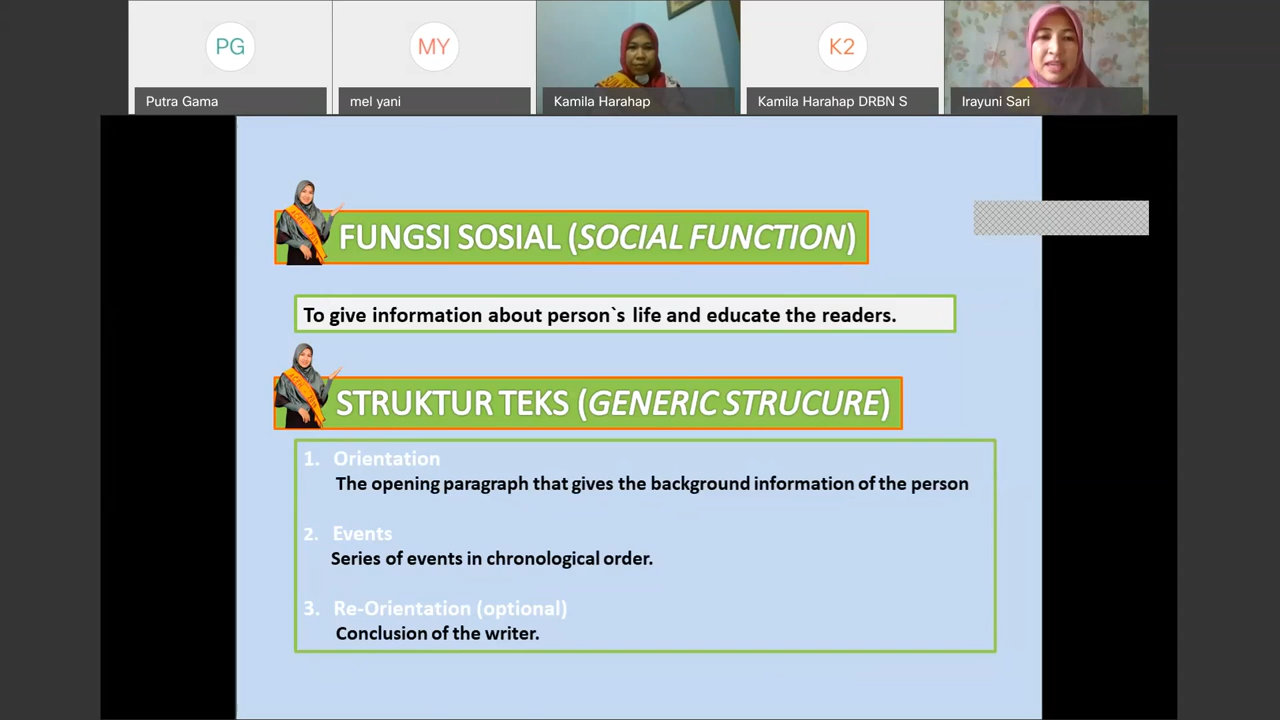 PG
MY
K2
Putra Gama
mel yani
Kamila Harahap
Kamila Harahap DRBN S
Irayuni Sari
FUNGSI SOSIAL (SOCIAL FUNCTION)
To give information about person`s life and educate the readers.
STRUKTUR TEKS (GENERIC STRUCURE)
1. Orientation
The opening paragraph that gives the background information of the person
2. Events
Series of events in chronological order.
3. Re-Orientation (optional)
Conclusion of the writer.